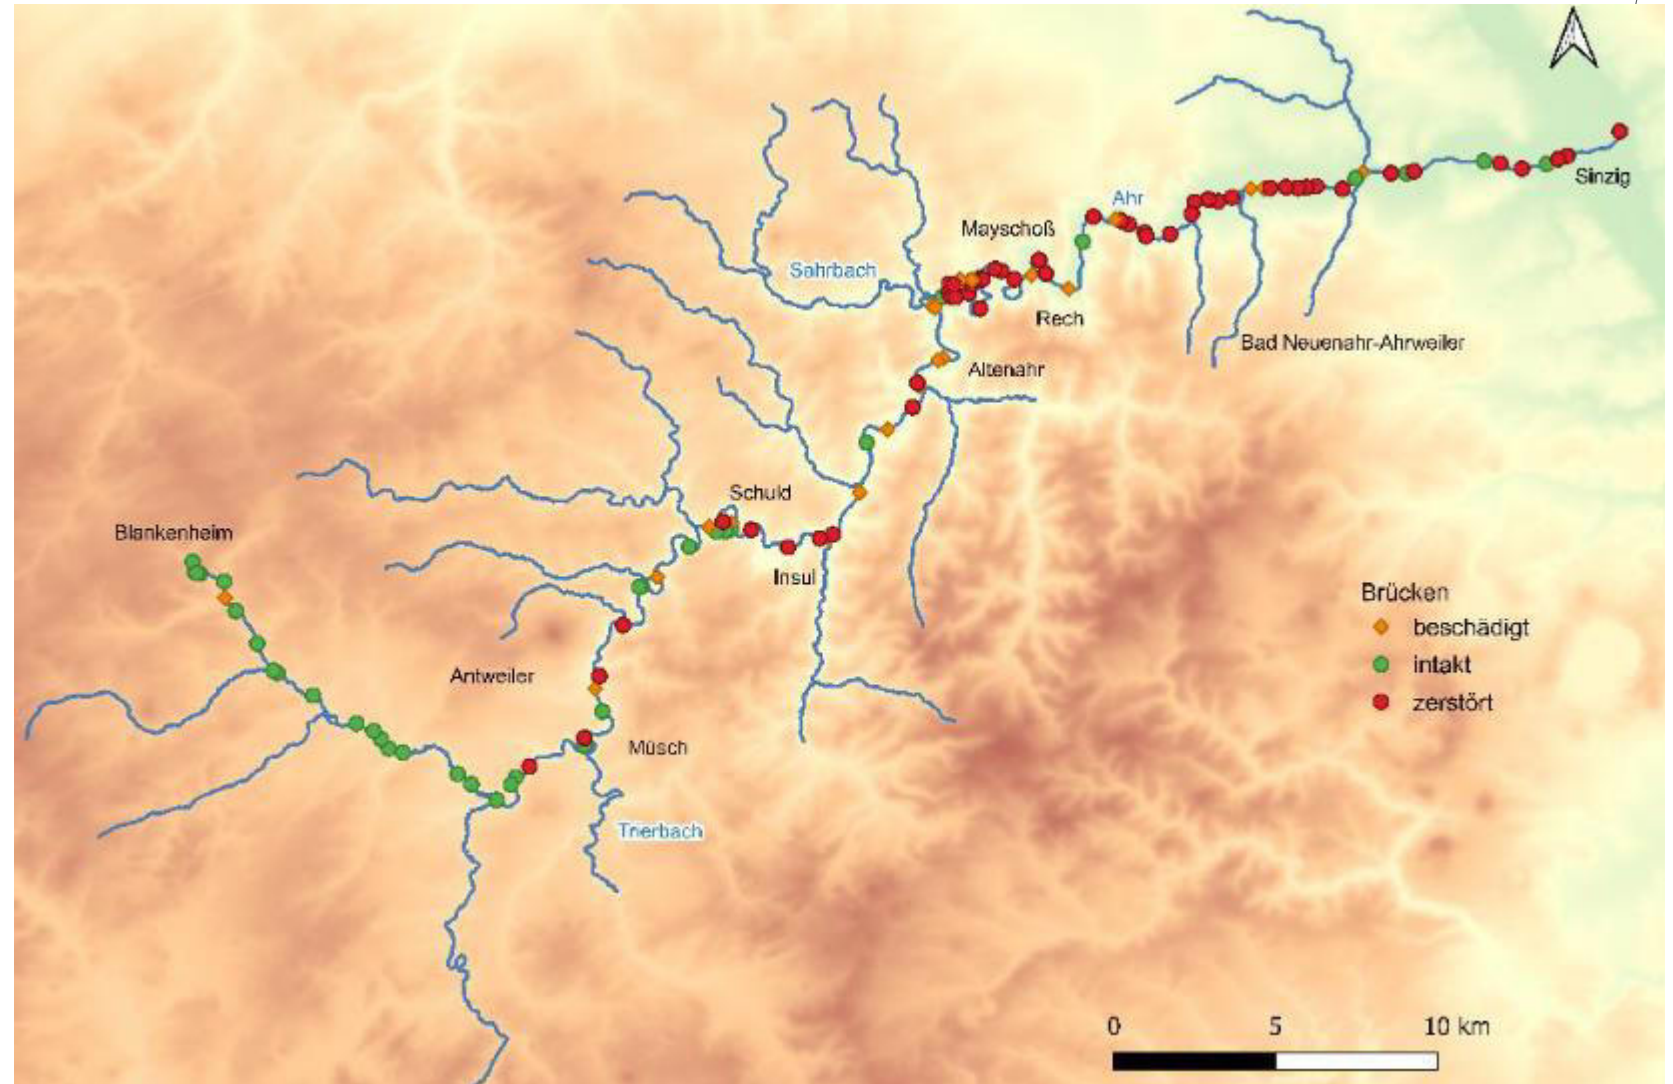 Ahr
Sinzig
Mayschoß
Sahrbach
Rech
Bad Neuenahr-Ahrweiler
Altenahr
Schuld
Blankenheim
Insul
Brücken
beschädigt
intakt
zerstört
Antweiler
Müsch
Trierbach
0 5 10 km